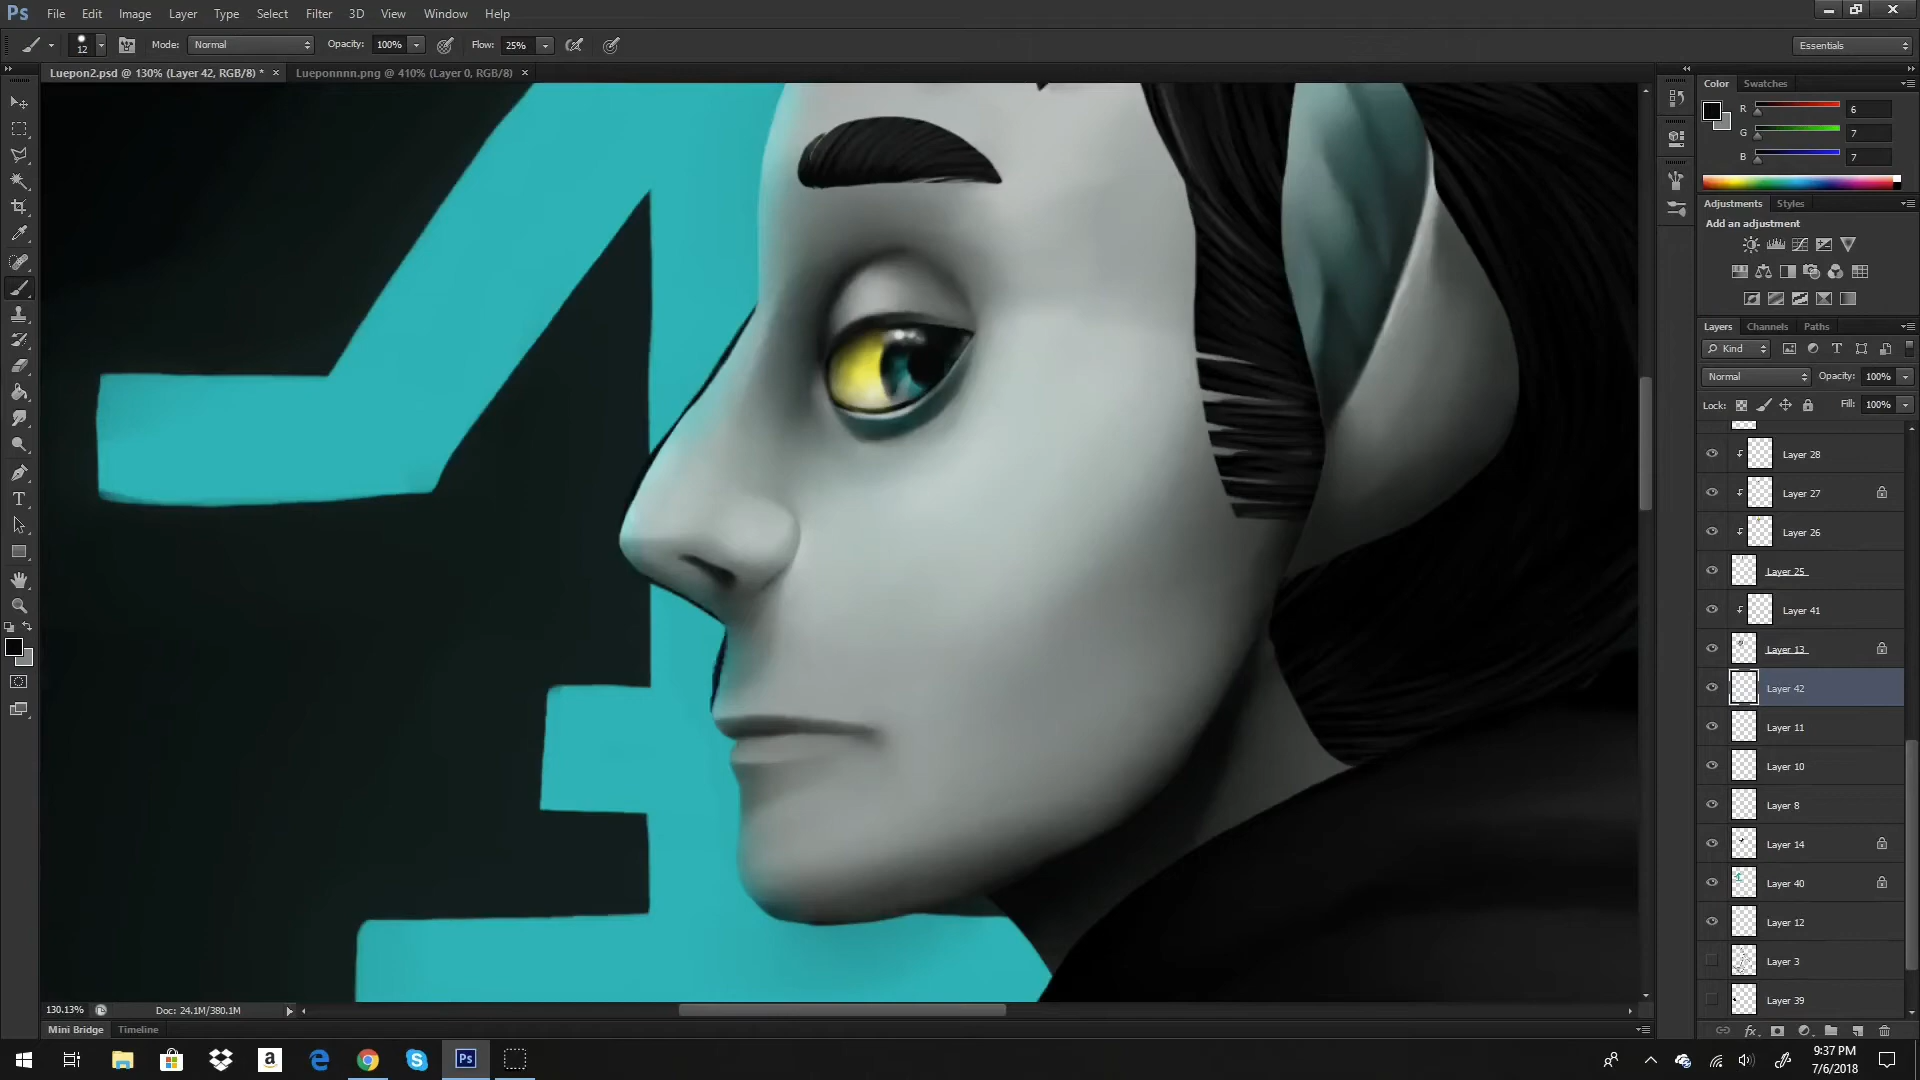 Ps File Edit Image Layer Type Select Filter 3D View Window Help
12 Mode: Normal Opacity: 100% Flow: 25% Essentials
Luepon2.psd @ 130% (Layer 42, RGB/8) * × Lueponnnn.png @ 410% (Layer 0, RGB/8) ×
Color Swatches
R 6
G 7
B 7
Adjustments Styles
Add an adjustment
Layers Channels Paths
Kind
Normal Opacity: 100%
Lock: Fill: 100%
Layer 28
Layer 27
Layer 26
Layer 25
Layer 41
Layer 13
Layer 42
Layer 11
Layer 10
Layer 8
Layer 14
Layer 40
Layer 12
Layer 3
Layer 39
130.13% Doc: 24.1M/380.1M
Mini Bridge Timeline
9:37 PM
7/6/2018